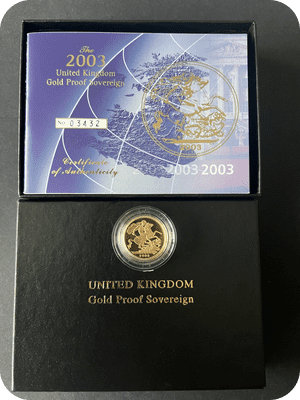 The
2003
United Kingdom
Gold Proof Sovereign
No 03432
2003
Certificate
of Authenticity
2003 2003
UNITED KINGDOM
Gold Proof Sovereign